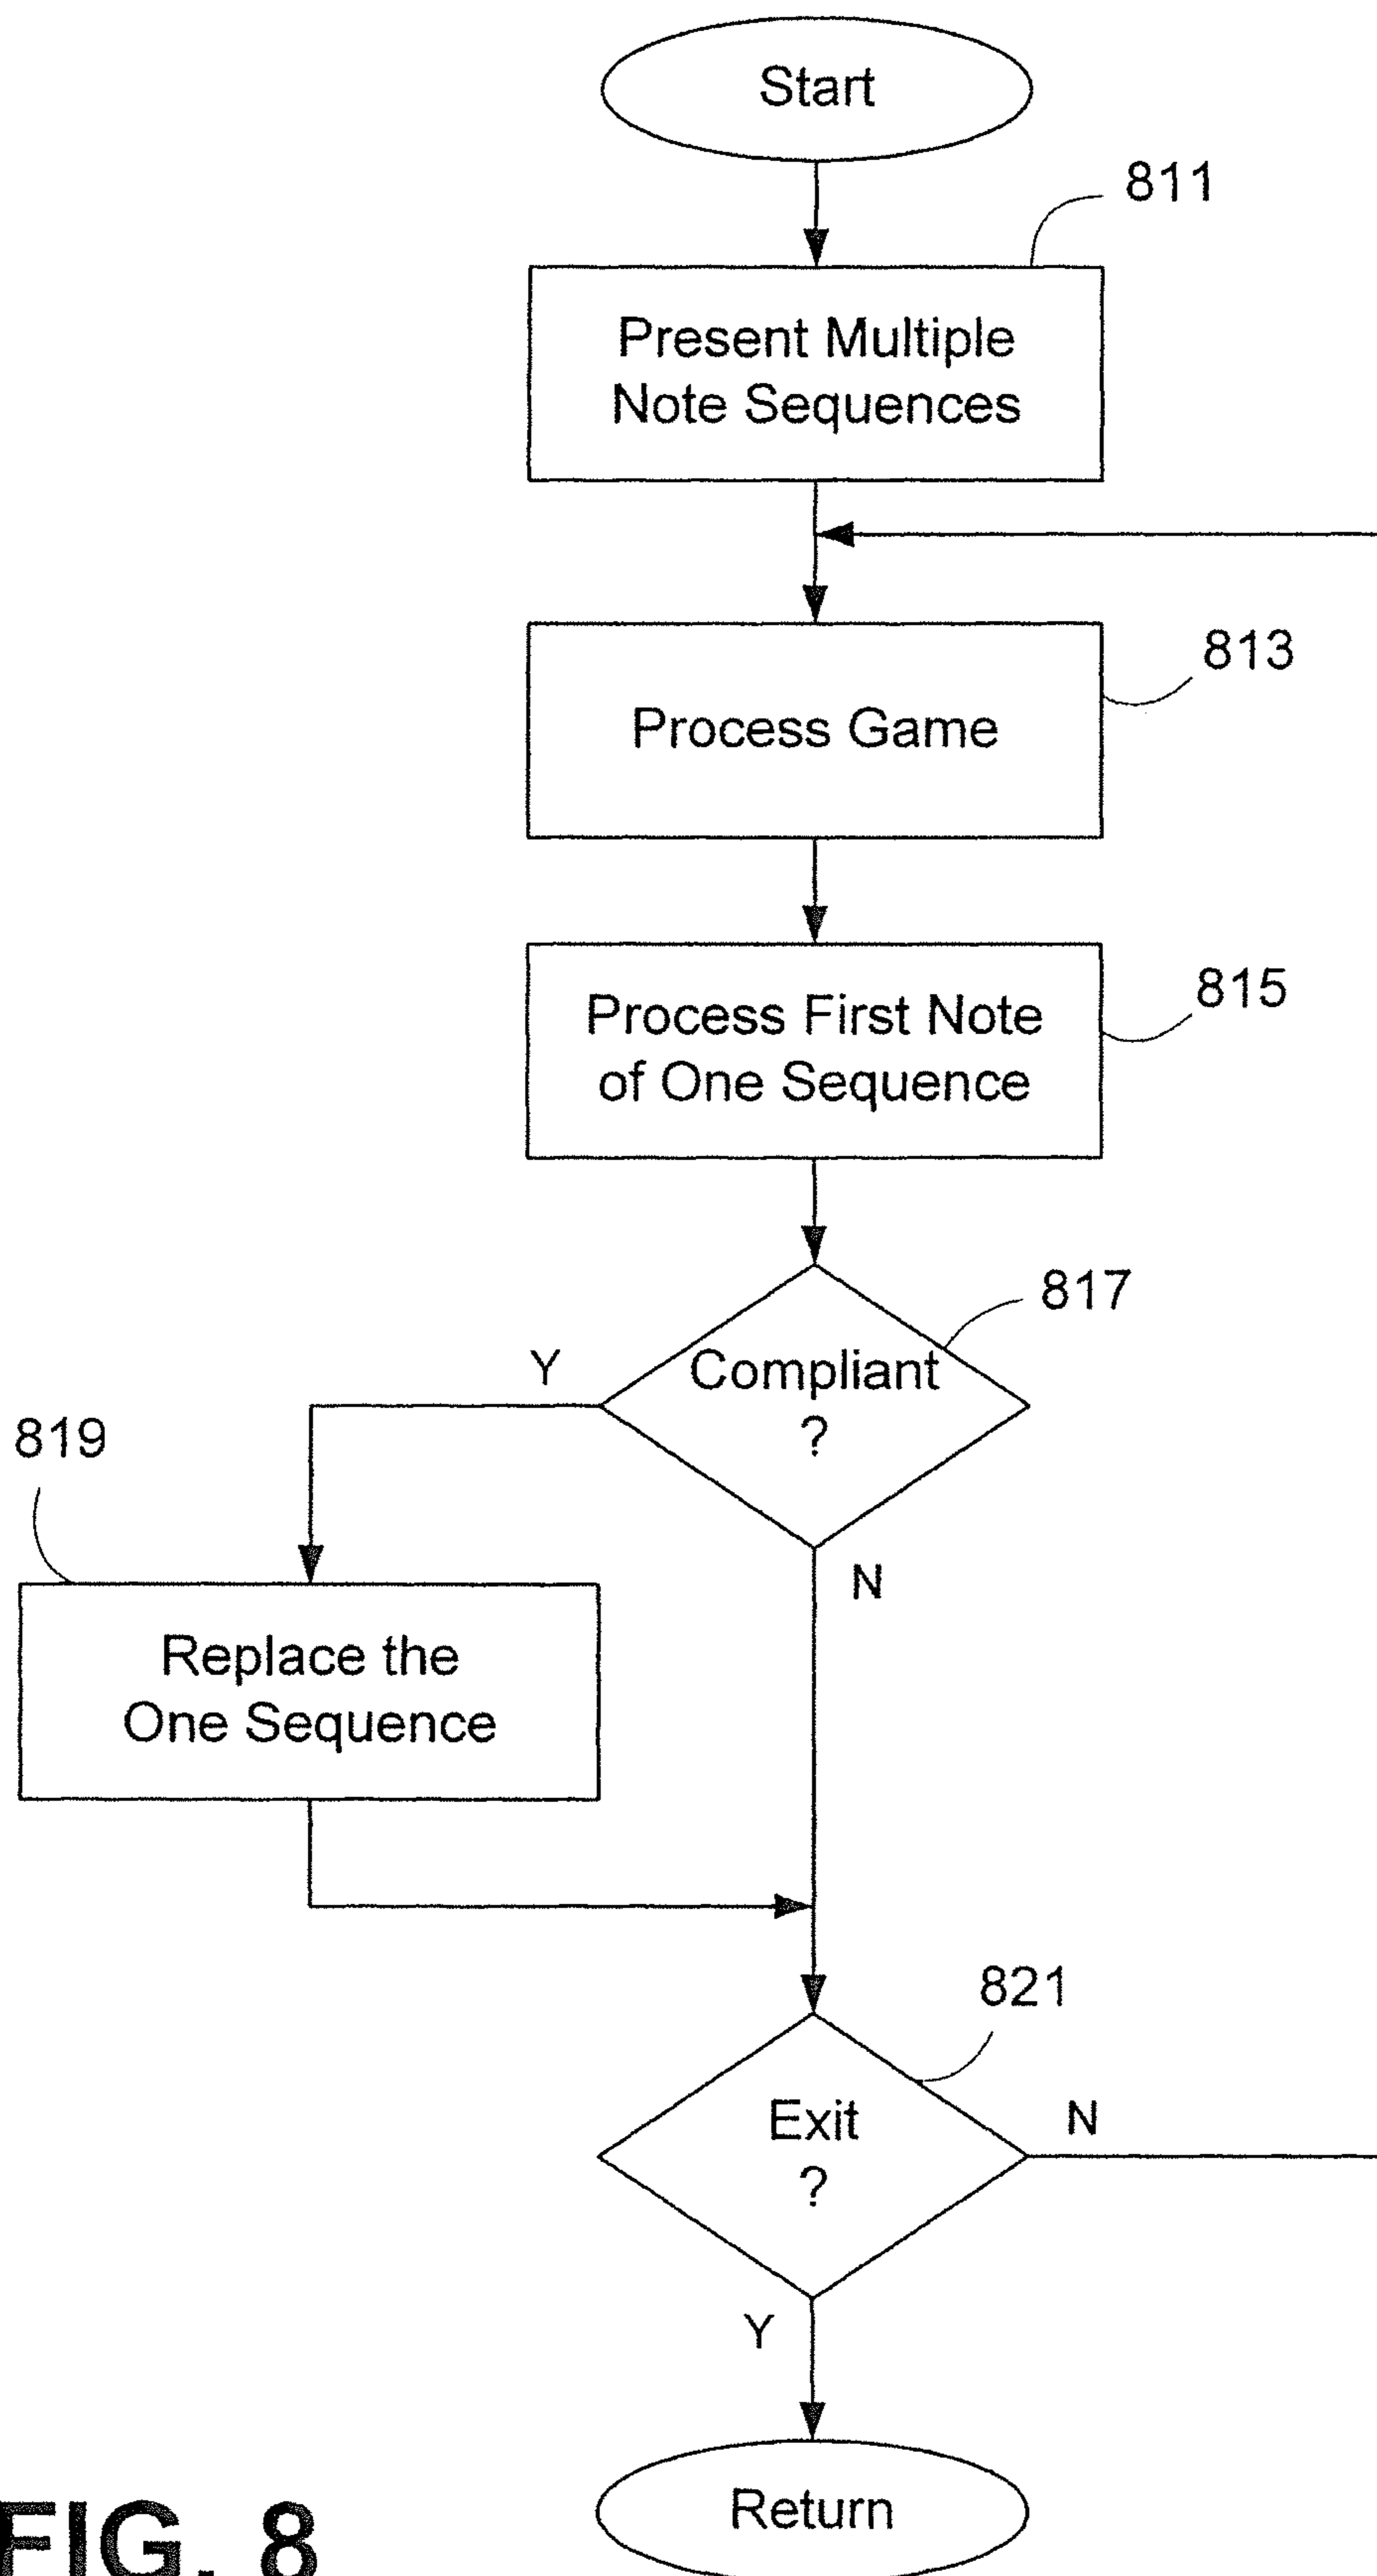 Start
811
Present Multiple
Note Sequences
813
Process Game
815
Process First Note
of One Sequence
817
Y
Compliant
?
819
N
Replace the
One Sequence
821
Exit
N
?
Y
Return
FIG. 8